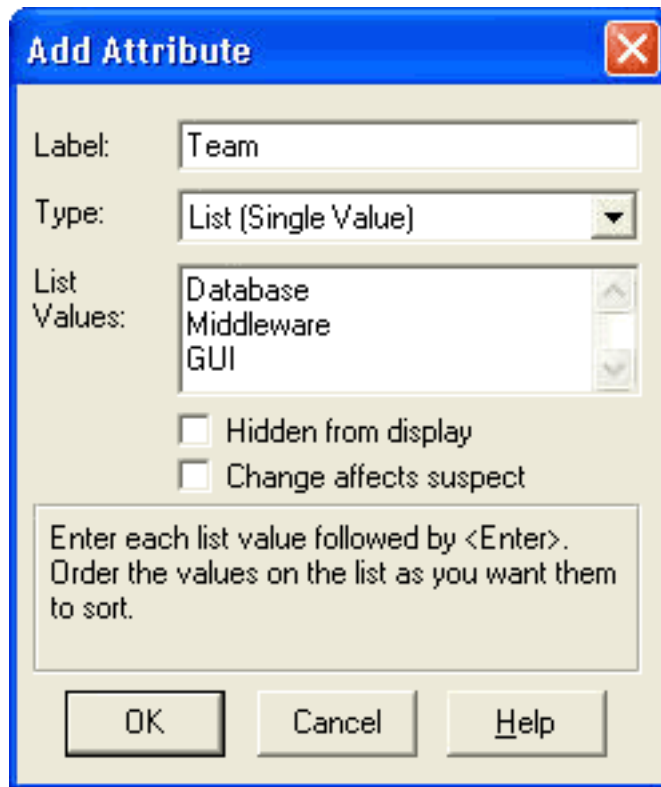 Add Attribute
Label:
Team
Type:
List (Single Value)
List
Values:
Database
Middleware
GUI
Hidden from display
Change affects suspect
Enter each list value followed by <Enter>.
Order the values on the list as you want them
to sort.
OK
Cancel
Help